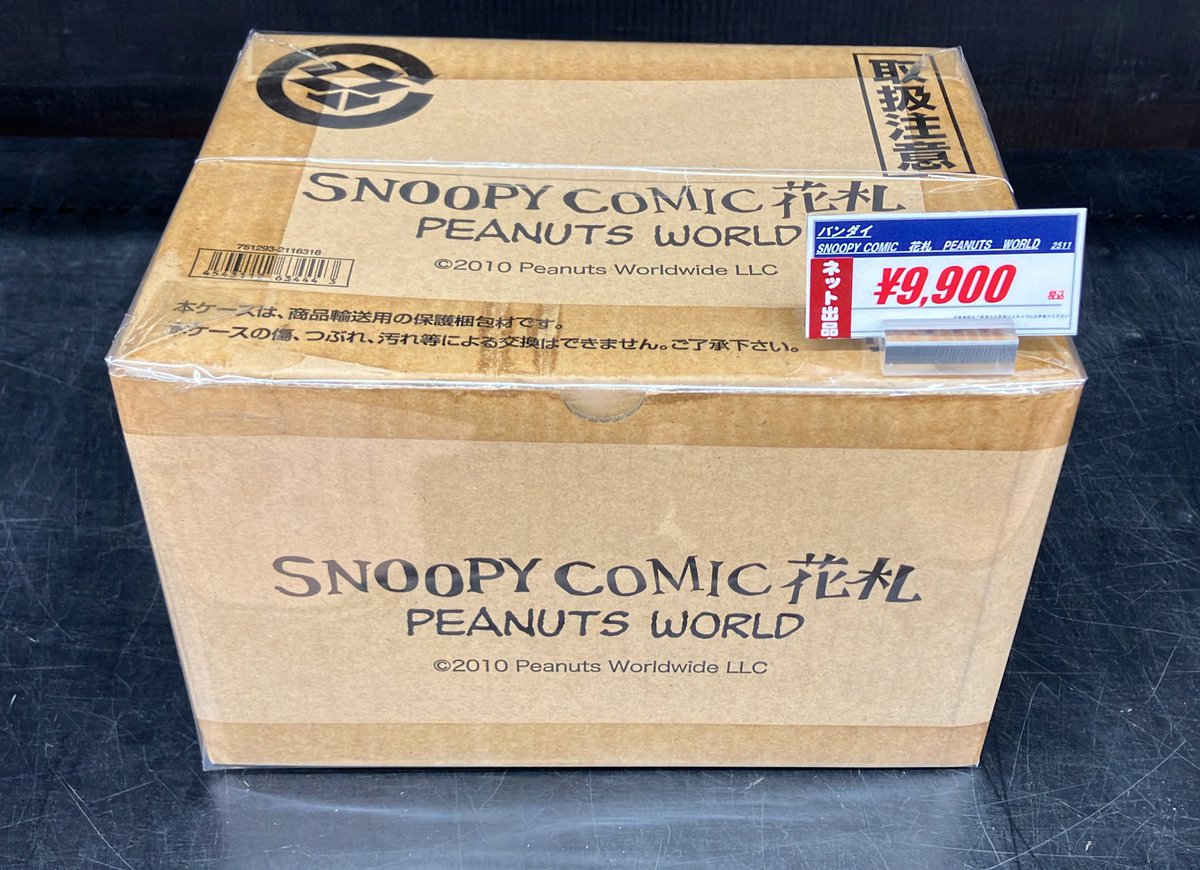 取扱注意
SNOOPY COMIC 花札
PEANUTS WORLD
©2010 Peanuts Worldwide LLC
751293-2116316
本ケースは、商品輸送用の保護梱包材です。
本ケースの傷、つぶれ、汚れ等による交換はできません。ご了承下さい。
バンダイ
SNOOPY COMIC 花札 PEANUTS WORLD 2511
ネット出品
¥9,900
税込
SNOOPY COMIC 花札
PEANUTS WORLD
©2010 Peanuts Worldwide LLC